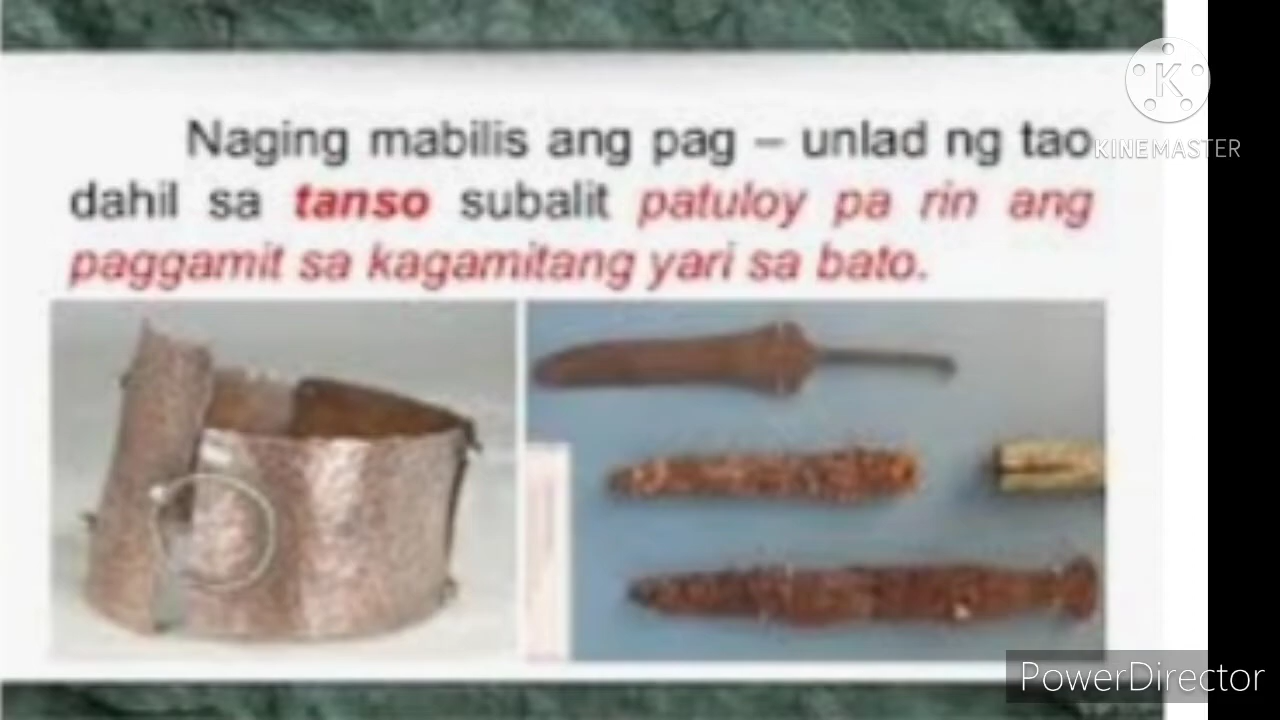 Naging mabilis ang pag – unlad ng tao
dahil sa tanso subalit patuloy pa rin ang
paggamit sa kagamitang yari sa bato.
K
KINEMASTER
PowerDirector